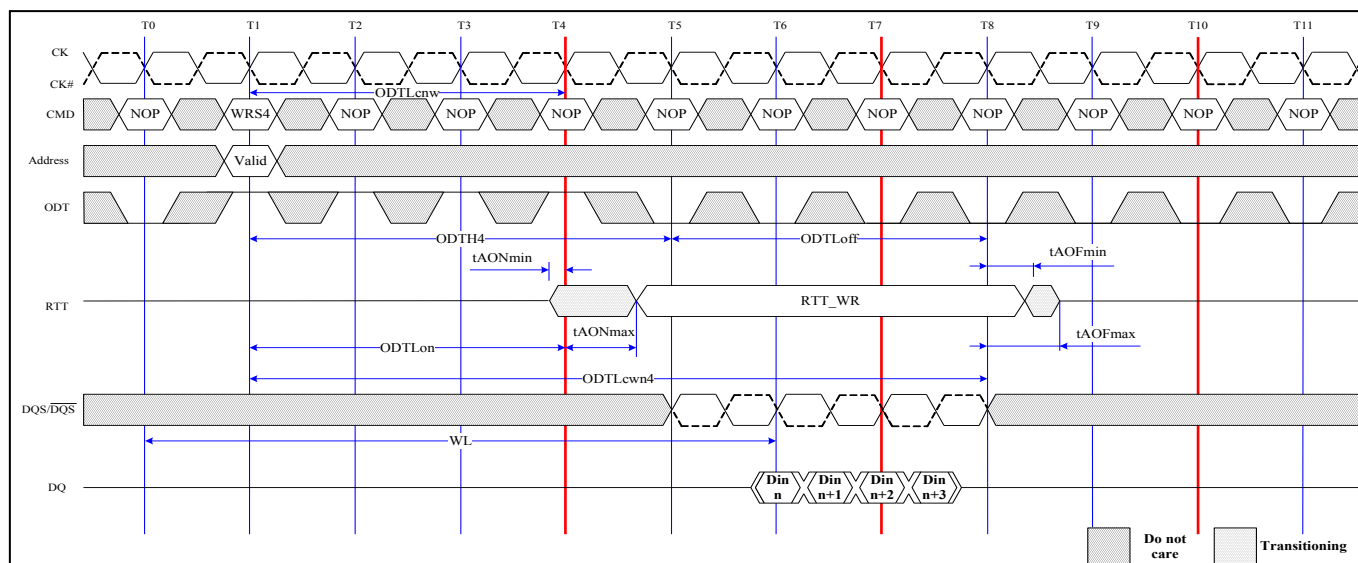 T0 T1 T2 T3 T4 T5 T6 T7 T8 T9 T10 T11
CK
CK#
ODTLcnw
CMD NOP WRS4 NOP NOP NOP NOP NOP NOP NOP NOP NOP NOP
Address Valid
ODT
ODTH4 ODTLoff
tAONmin tAOFmin
RTT RTT_WR
tAONmax tAOFmax
ODTLon
ODTLcwn4
DQS/DQS
WL
DQ Din n Din n+1 Din n+2 Din n+3
Do not care Transitioning